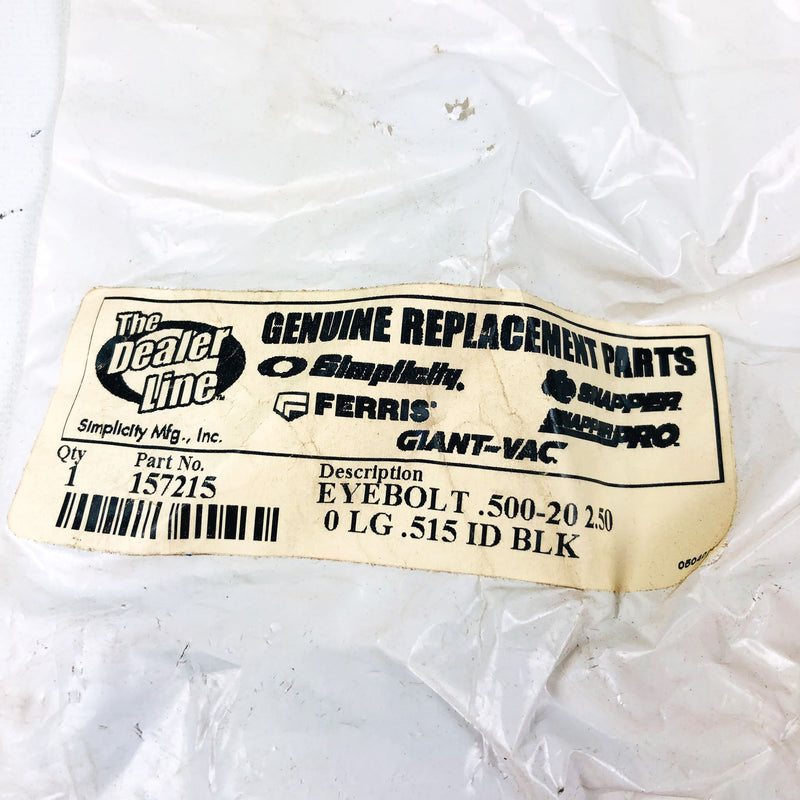 The
Dealer
Line™
Simplicity Mfg., Inc.
GENUINE REPLACEMENT PARTS
Simplicity.
SNAPPER
FERRIS
SNAPPER PRO
GIANT-VAC
Qty
1
Part No.
157215
Description
EYEBOLT .500-20 2.50
0 LG .515 ID BLK